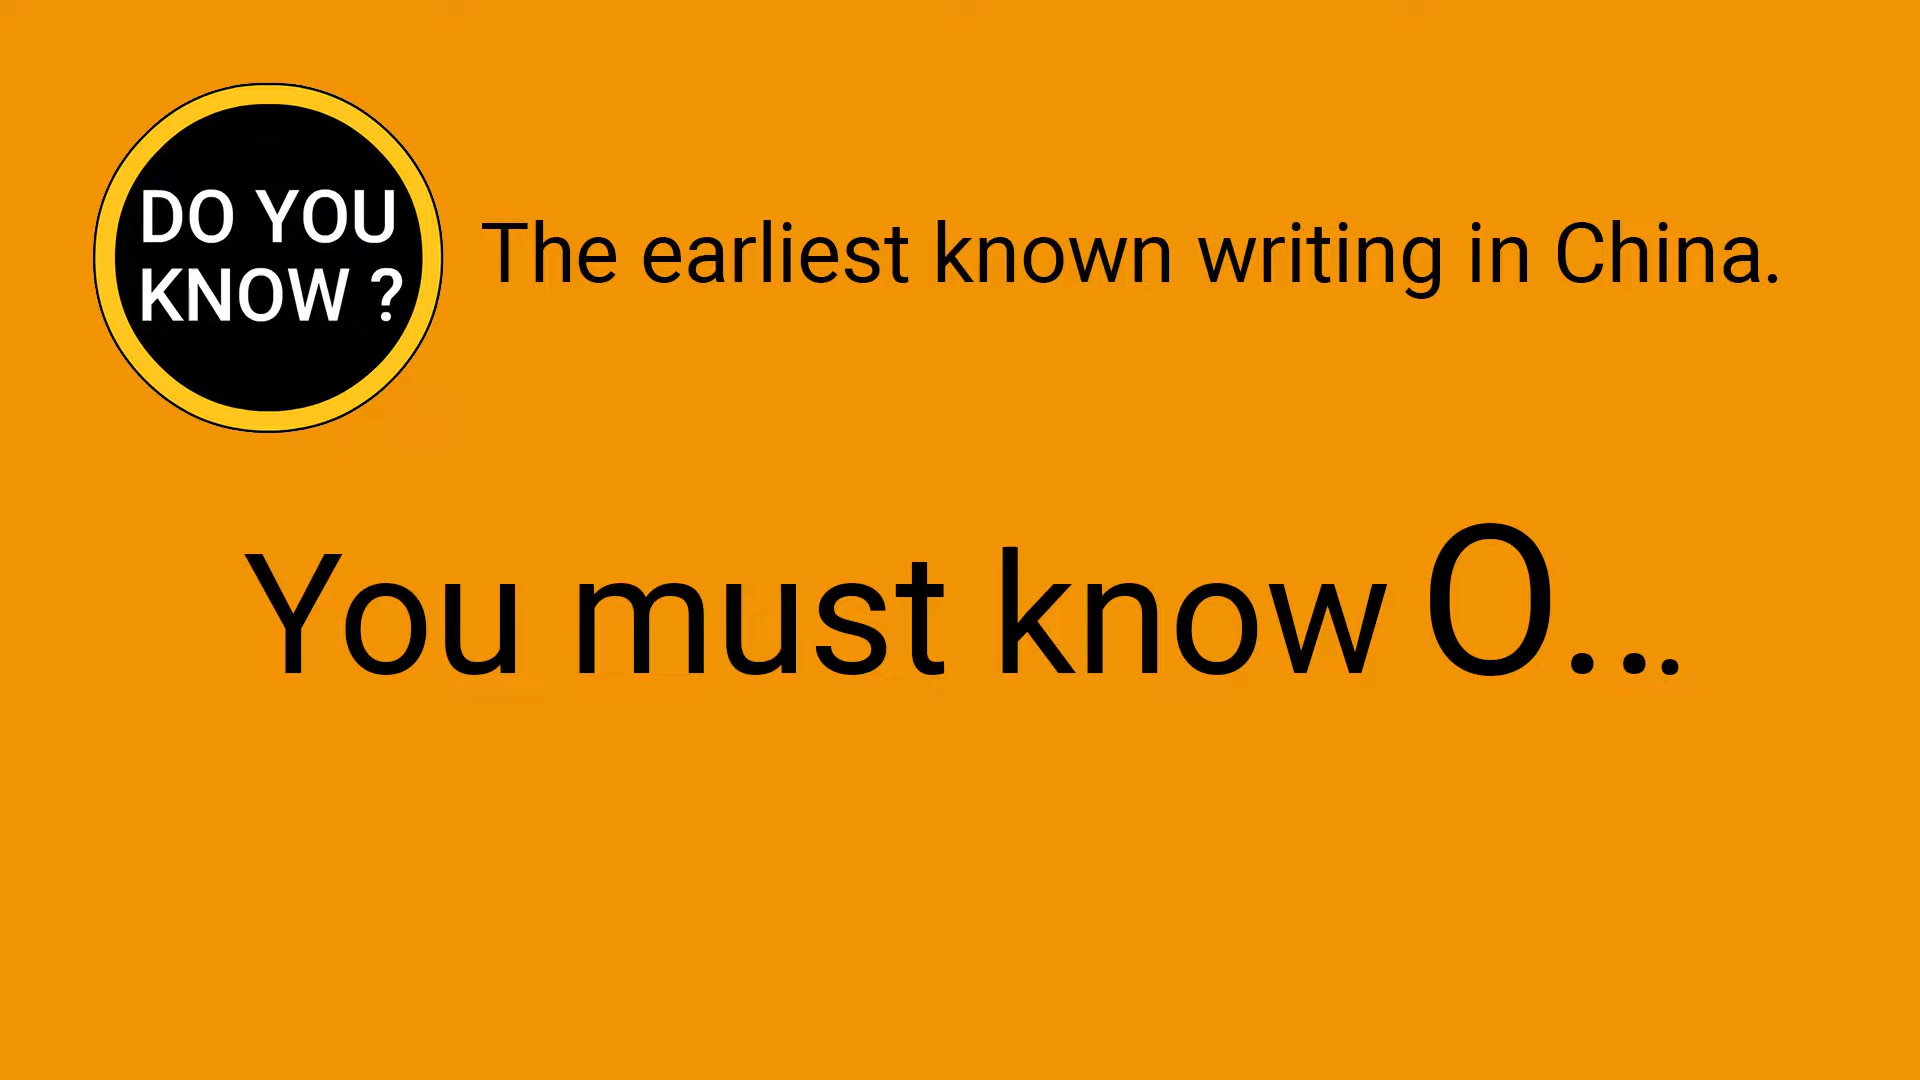 DO YOU
KNOW ?
The earliest known writing in China.
You must know O...